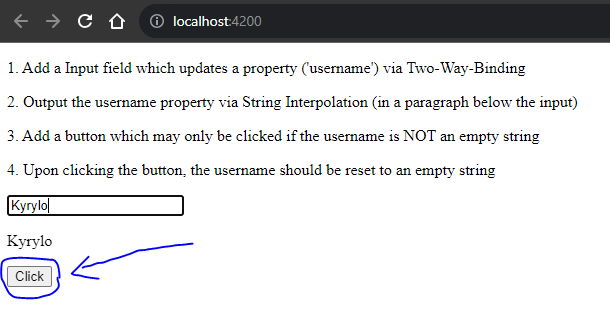 localhost:4200
1. Add a Input field which updates a property ('username') via Two-Way-Binding
2. Output the username property via String Interpolation (in a paragraph below the input)
3. Add a button which may only be clicked if the username is NOT an empty string
4. Upon clicking the button, the username should be reset to an empty string
Kyrylo
Kyrylo
Click